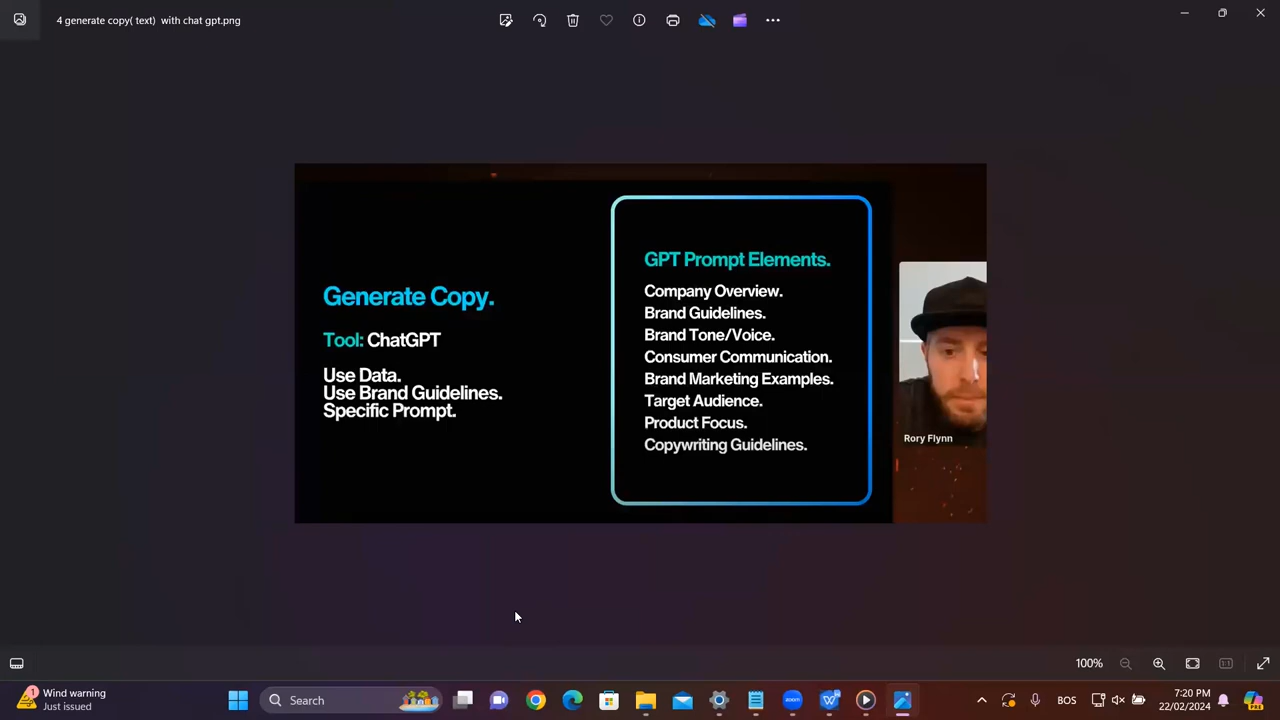 4 generate copy( text)  with chat gpt.png
Generate Copy.
Tool: ChatGPT
Use Data.
Use Brand Guidelines.
Specific Prompt.
GPT Prompt Elements.
Company Overview.
Brand Guidelines.
Brand Tone/Voice.
Consumer Communication.
Brand Marketing Examples.
Target Audience.
Product Focus.
Copywriting Guidelines.
Rory Flynn
100%
1
Wind warning
Just issued
Search
BOS
7:20 PM
22/02/2024